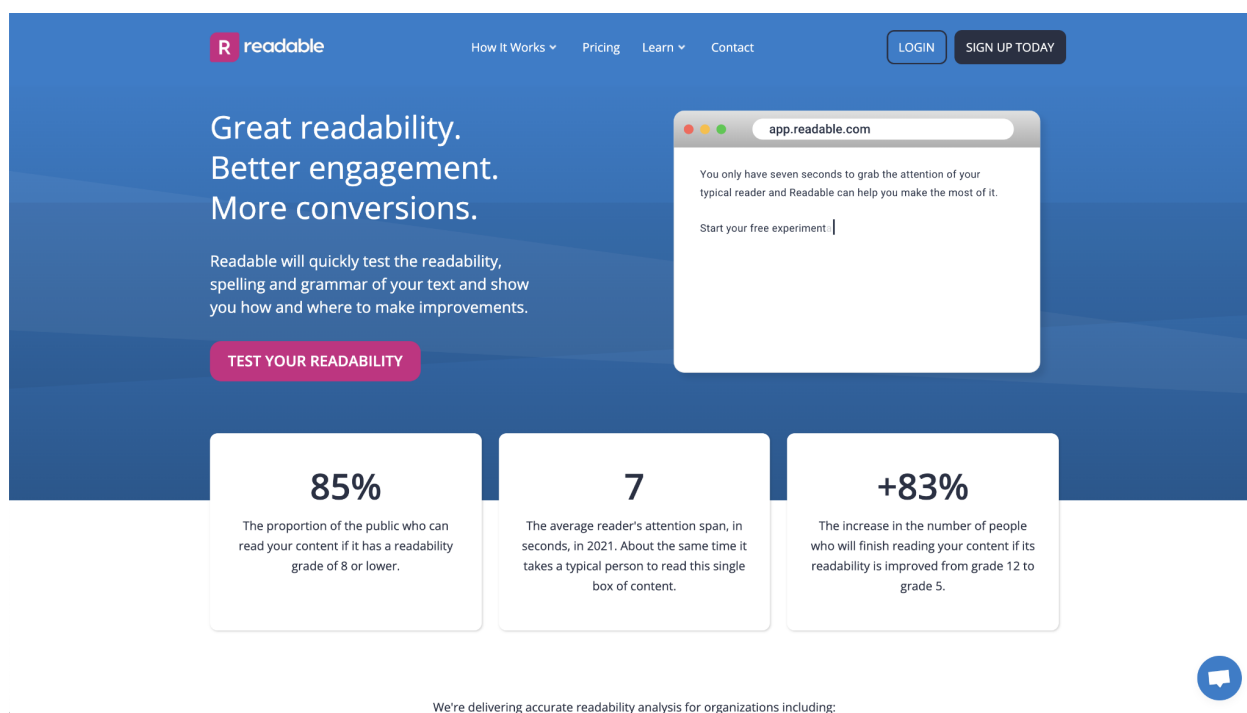 R readable
How It Works
Pricing
Learn
Contact
LOGIN
SIGN UP TODAY
Great readability.
Better engagement.
More conversions.
Readable will quickly test the readability,
spelling and grammar of your text and show
you how and where to make improvements.
TEST YOUR READABILITY
app.readable.com
You only have seven seconds to grab the attention of your
typical reader and Readable can help you make the most of it.
Start your free experimenta
85%
The proportion of the public who can
read your content if it has a readability
grade of 8 or lower.
7
The average reader's attention span, in
seconds, in 2021. About the same time it
takes a typical person to read this single
box of content.
+83%
The increase in the number of people
who will finish reading your content if its
readability is improved from grade 12 to
grade 5.
We're delivering accurate readability analysis for organizations including: